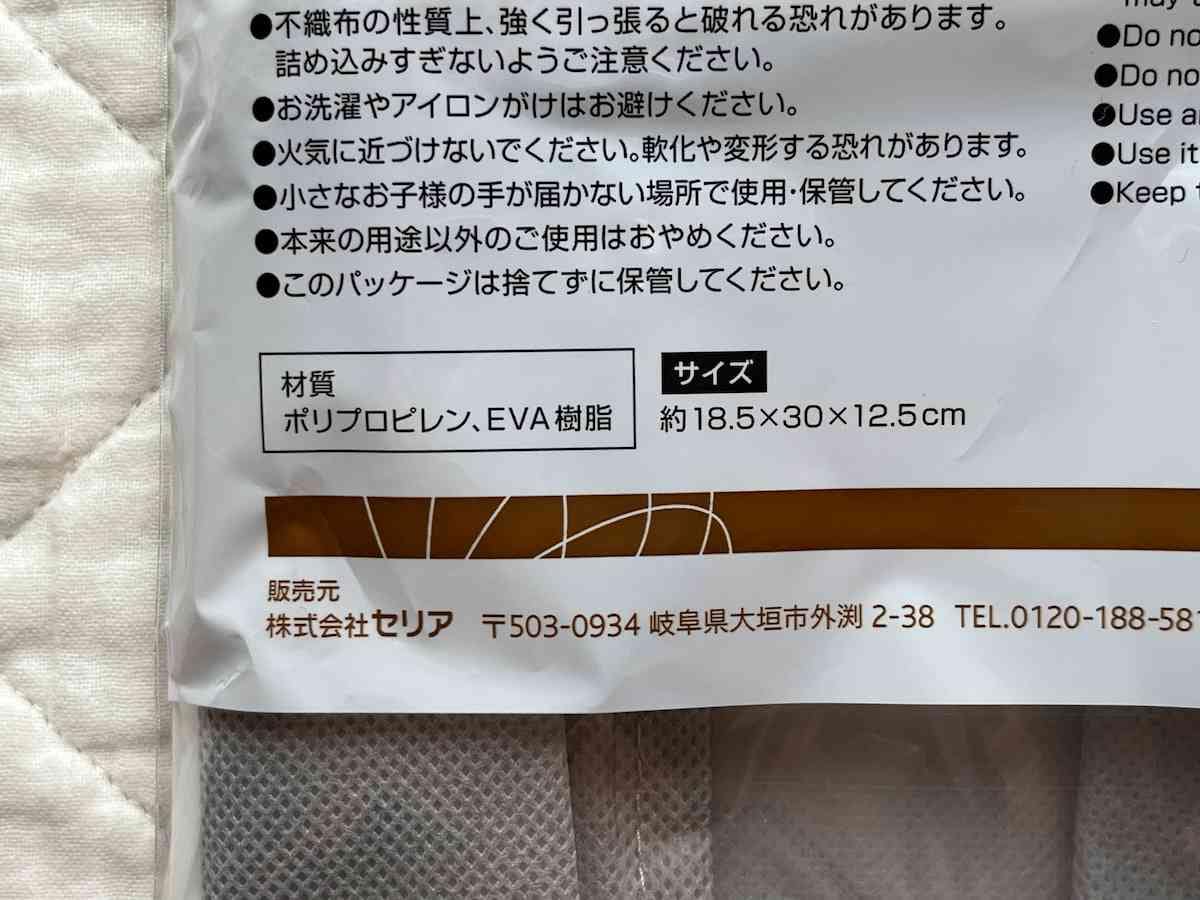 ●不織布の性質上、強く引っ張ると破れる恐れがあります。
詰め込みすぎないようご注意ください。
●お洗濯やアイロンがけはお避けください。
●火気に近づけないでください。軟化や変形する恐れがあります。
●小さなお子様の手が届かない場所で使用・保管してください。
●本来の用途以外のご使用はおやめください。
●このパッケージは捨てずに保管してください。
材質
ポリプロピレン、EVA樹脂
サイズ
約18.5×30×12.5cm
販売元
株式会社セリア 〒503-0934 岐阜県大垣市外渕 2-38 TEL.0120-188-581
may
●Do
●Do
●Use
●Use it
●Keep